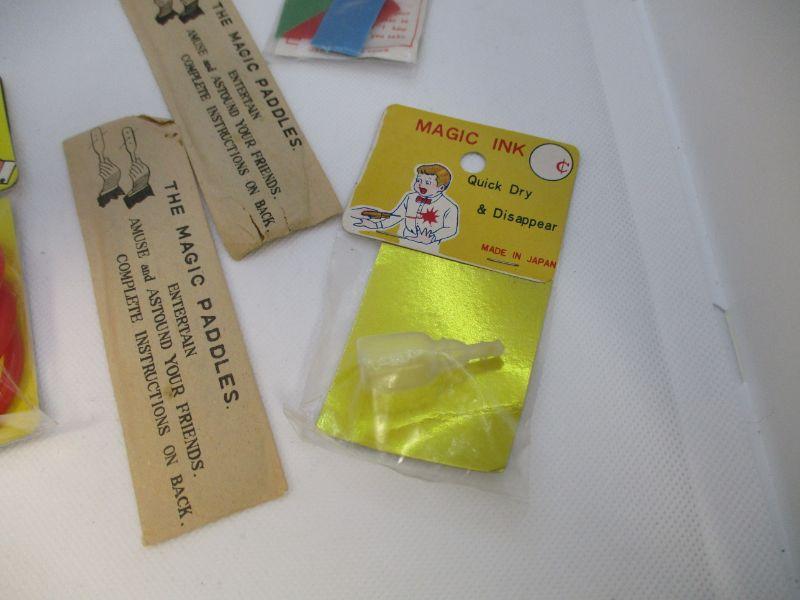 THE MAGIC PADDLES.
ENTERTAIN
AMUSE and ASTOUND YOUR FRIENDS.
COMPLETE INSTRUCTIONS ON BACK.
THE MAGIC PADDLES.
ENTERTAIN
AMUSE and ASTOUND YOUR FRIENDS.
COMPLETE INSTRUCTIONS ON BACK.
MAGIC INK
¢
Quick Dry
& Disappear
MADE IN JAPAN